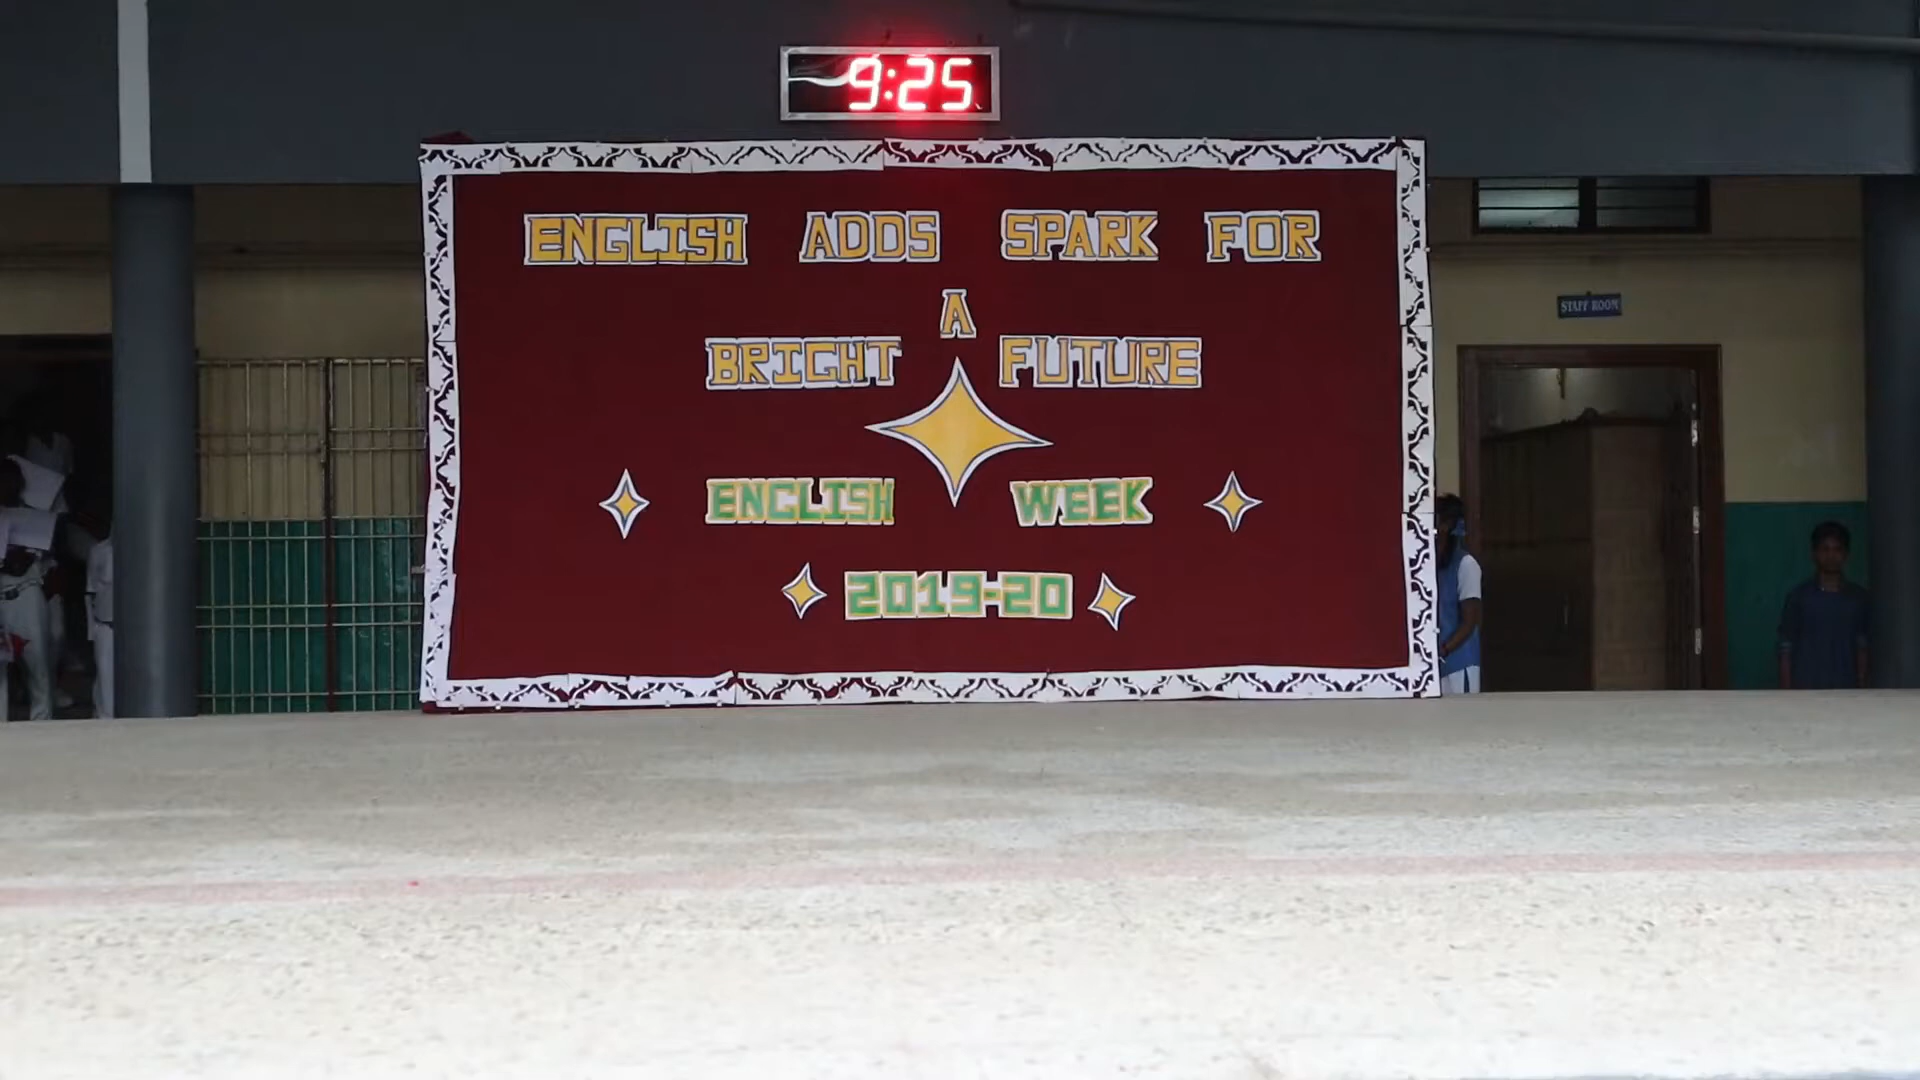 9:25
ENGLISH ADDS SPARK FOR
A
BRIGHT FUTURE
ENGLISH WEEK
2019-20
STAFF ROOM